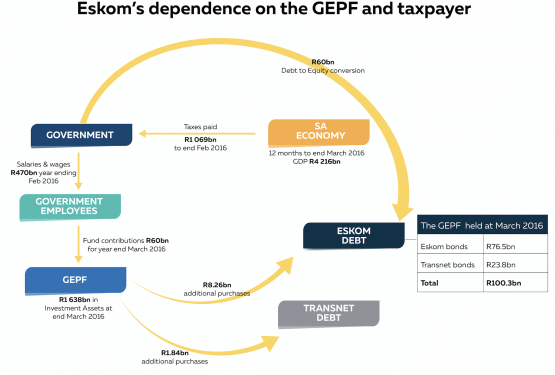 Eskom's dependence on the GEPF and taxpayer
R60bn
Debt to Equity conversion
GOVERNMENT
Taxes paid
R1 069bn
to end Feb 2016
SA
ECONOMY
12 months to end March 2016
GDP R4 216bn
Salaries & wages
R470bn year ending
Feb 2016
GOVERNMENT
EMPLOYEES
Fund contributions R60bn
for year end March 2016
GEPF
R1 638bn in
Investment Assets at
end March 2016
R8.26bn
additional purchases
R1.84bn
additional purchases
ESKOM
DEBT
TRANSNET
DEBT
The GEPF held at March 2016
Eskom bonds R76.5bn
Transnet bonds R23.8bn
Total R100.3bn